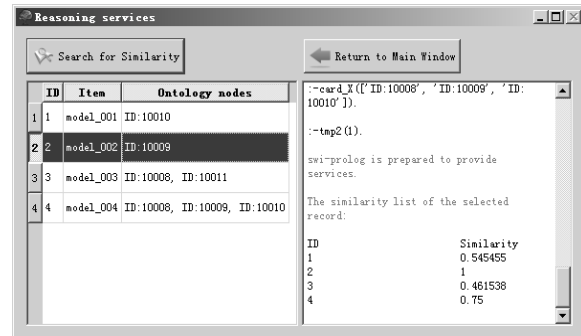 Reasoning services
Search for Similarity
Return to Main Window
ID Item Ontology nodes
1 1 model_001 ID:10010
2 2 model_002 ID:10009
3 3 model_003 ID:10008, ID:10011
4 4 model_004 ID:10008, ID:10009, ID:10010
:-card_X(['ID:10008', 'ID:10009', 'ID:
10010']).
:-tmp2(1).
swi-prolog is prepared to provide
services.
The similarity list of the selected
record:
ID Similarity
1 0.545455
2 1
3 0.461538
4 0.75